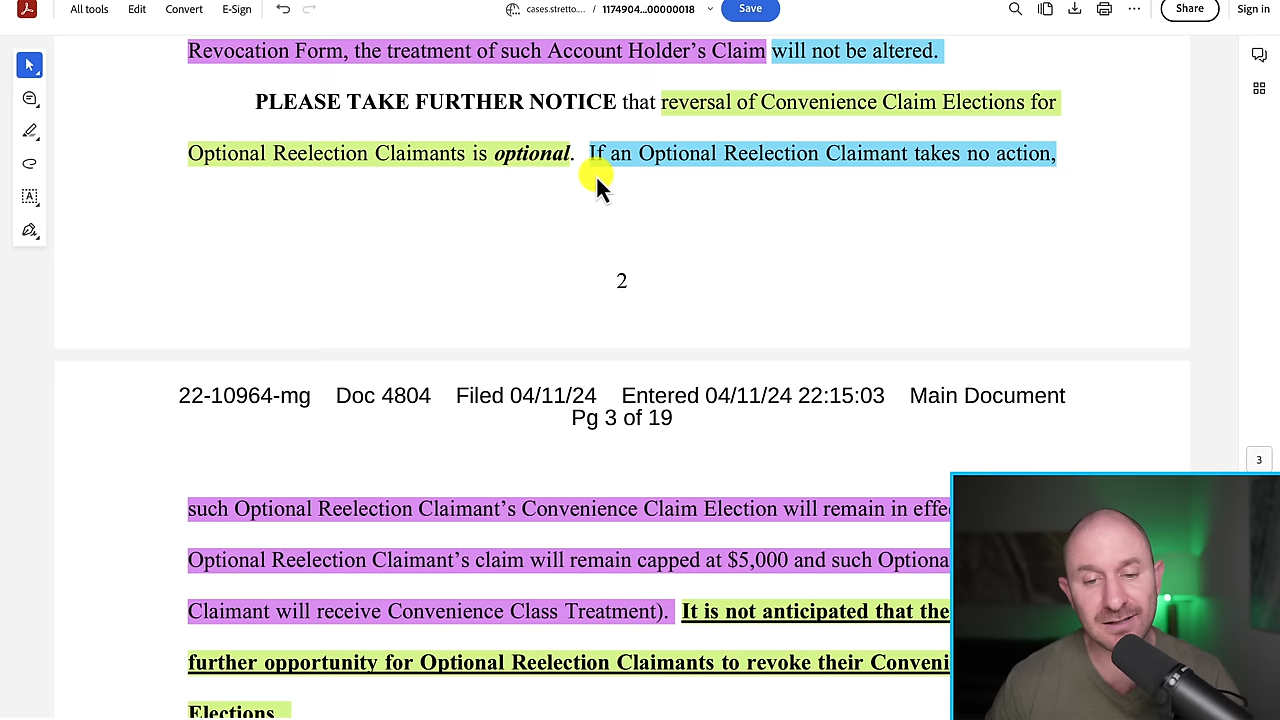 All tools Edit Convert E-Sign cases.stretto.... / 1174904...00000018 Save Share Sign in
Revocation Form, the treatment of such Account Holder’s Claim will not be altered.
PLEASE TAKE FURTHER NOTICE that reversal of Convenience Claim Elections for
Optional Reelection Claimants is optional. If an Optional Reelection Claimant takes no action,
2
22-10964-mg Doc 4804 Filed 04/11/24 Entered 04/11/24 22:15:03 Main Document
Pg 3 of 19
3
such Optional Reelection Claimant’s Convenience Claim Election will remain in effe
Optional Reelection Claimant’s claim will remain capped at $5,000 and such Optiona
Claimant will receive Convenience Class Treatment). It is not anticipated that the
further opportunity for Optional Reelection Claimants to revoke their Conveni
Elections